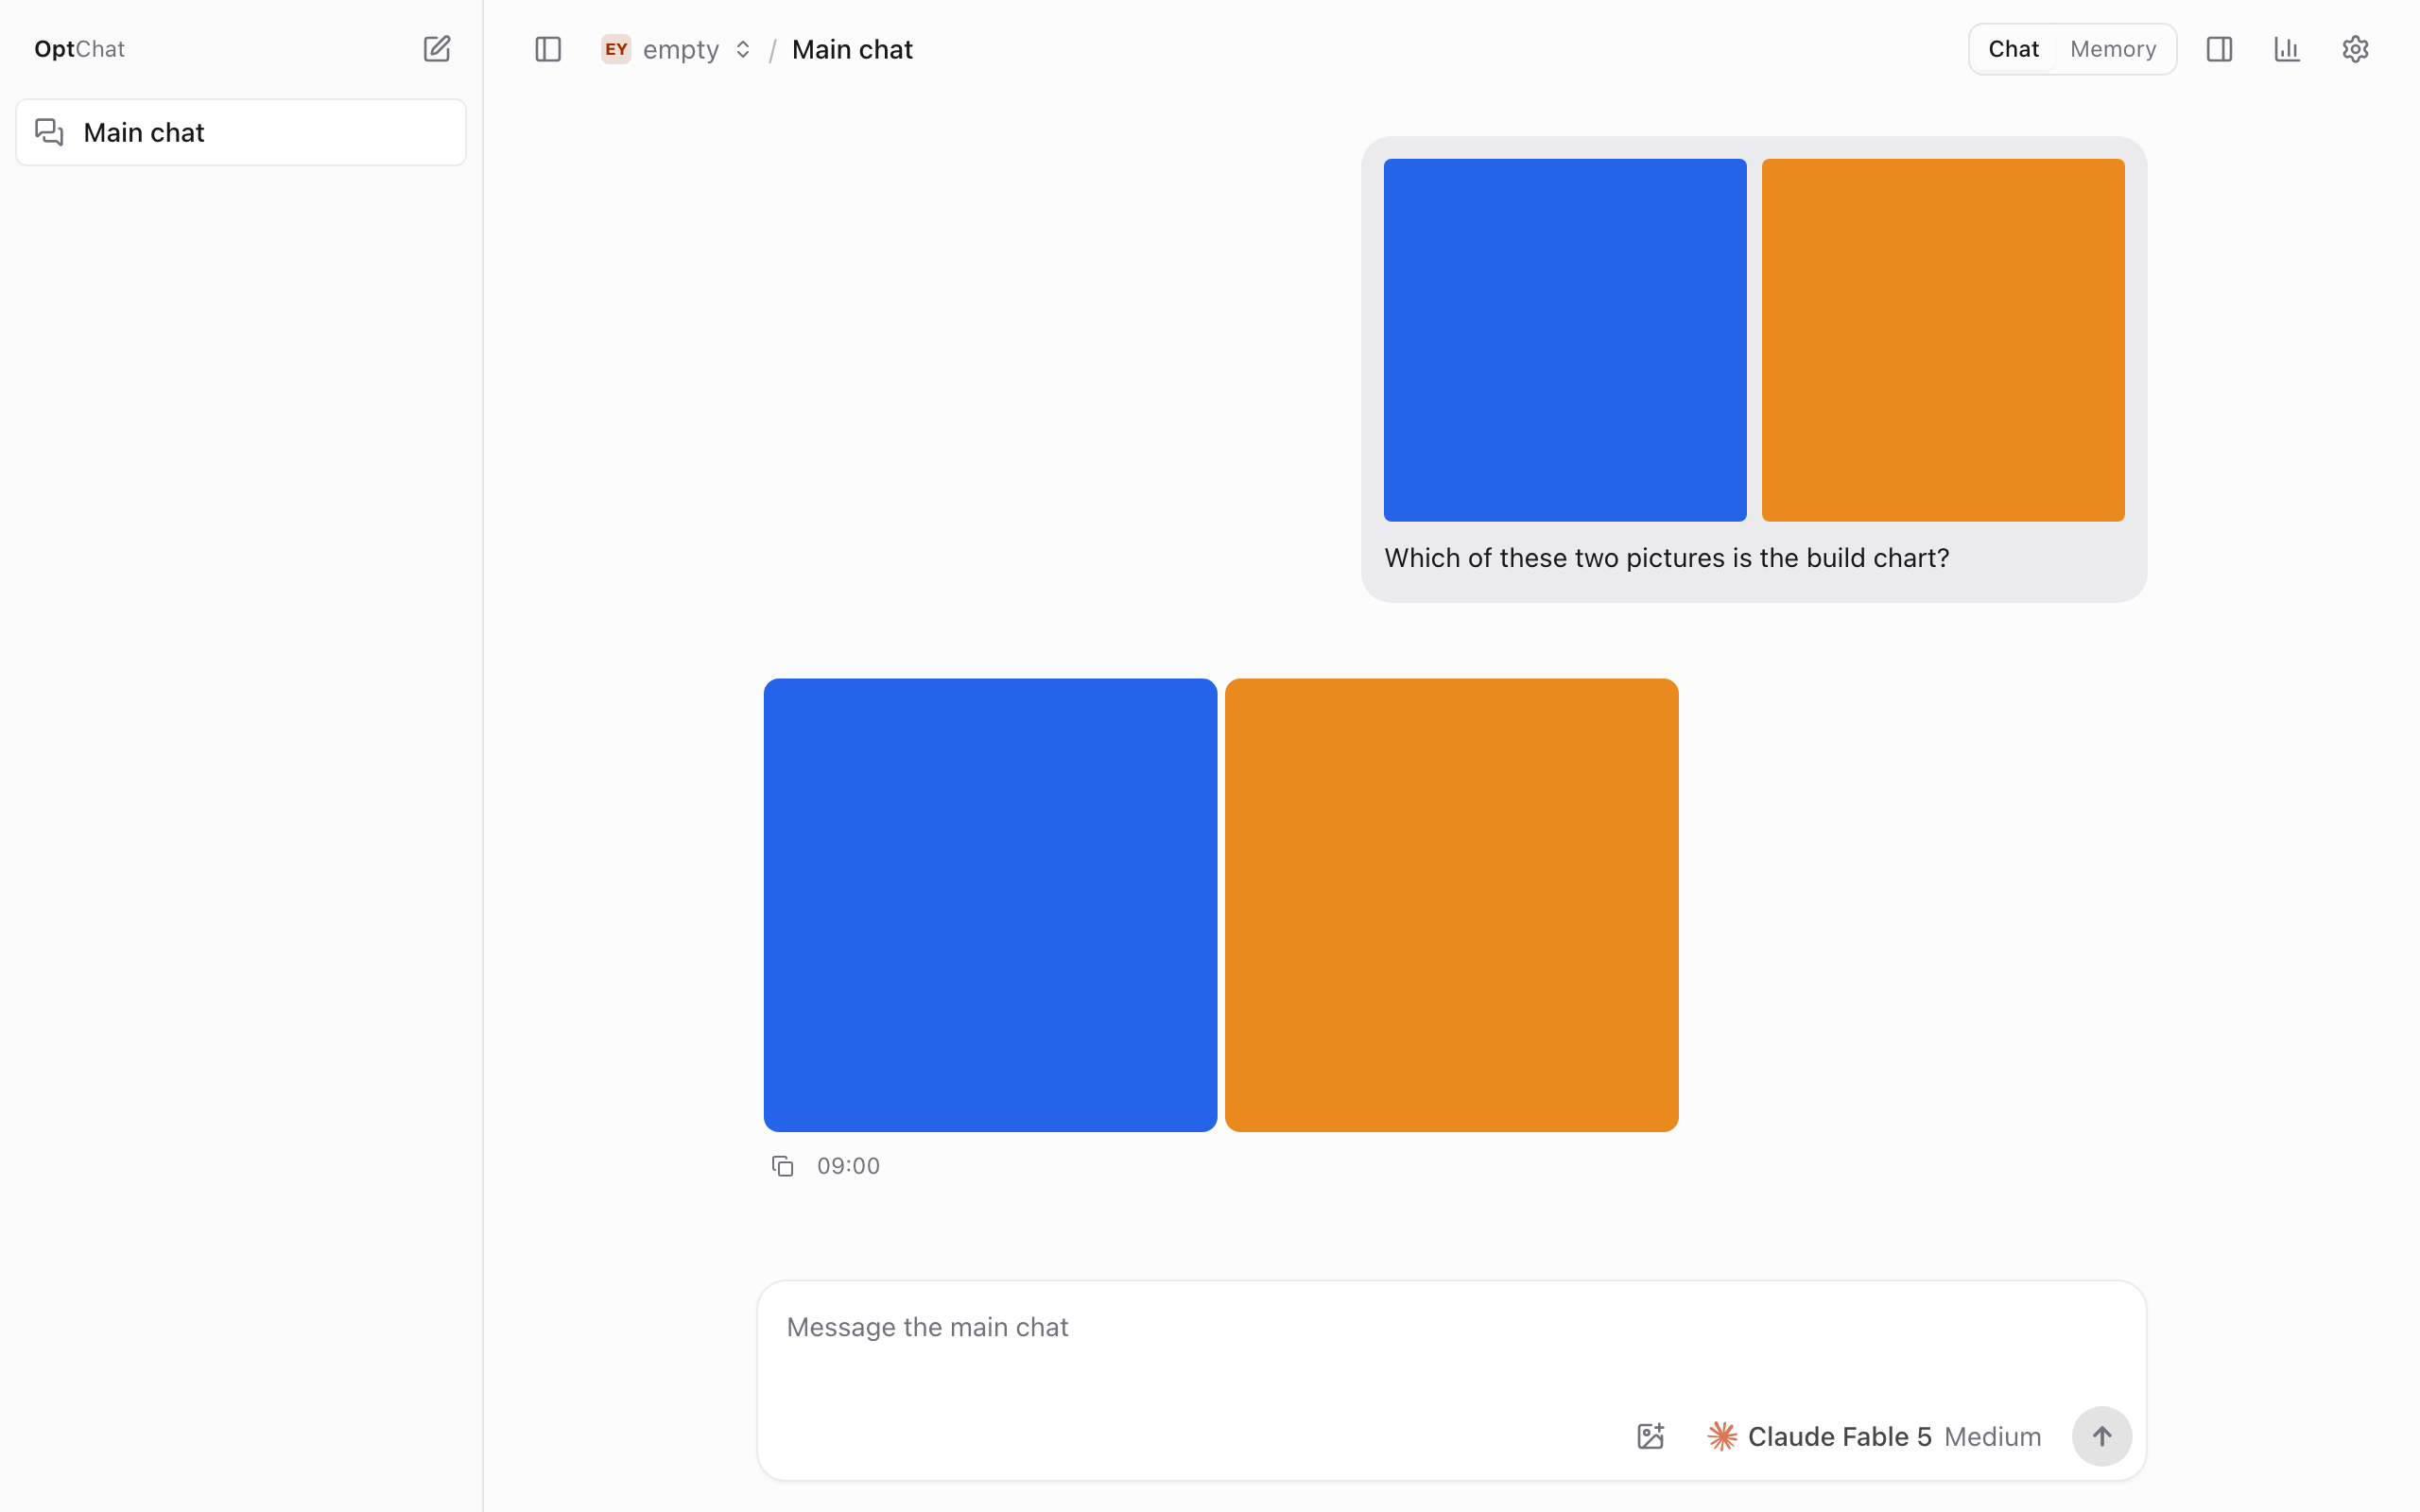 OptChat
EY empty / Main chat
Chat Memory
Main chat
Which of these two pictures is the build chart?
09:00
Message the main chat
Claude Fable 5 Medium